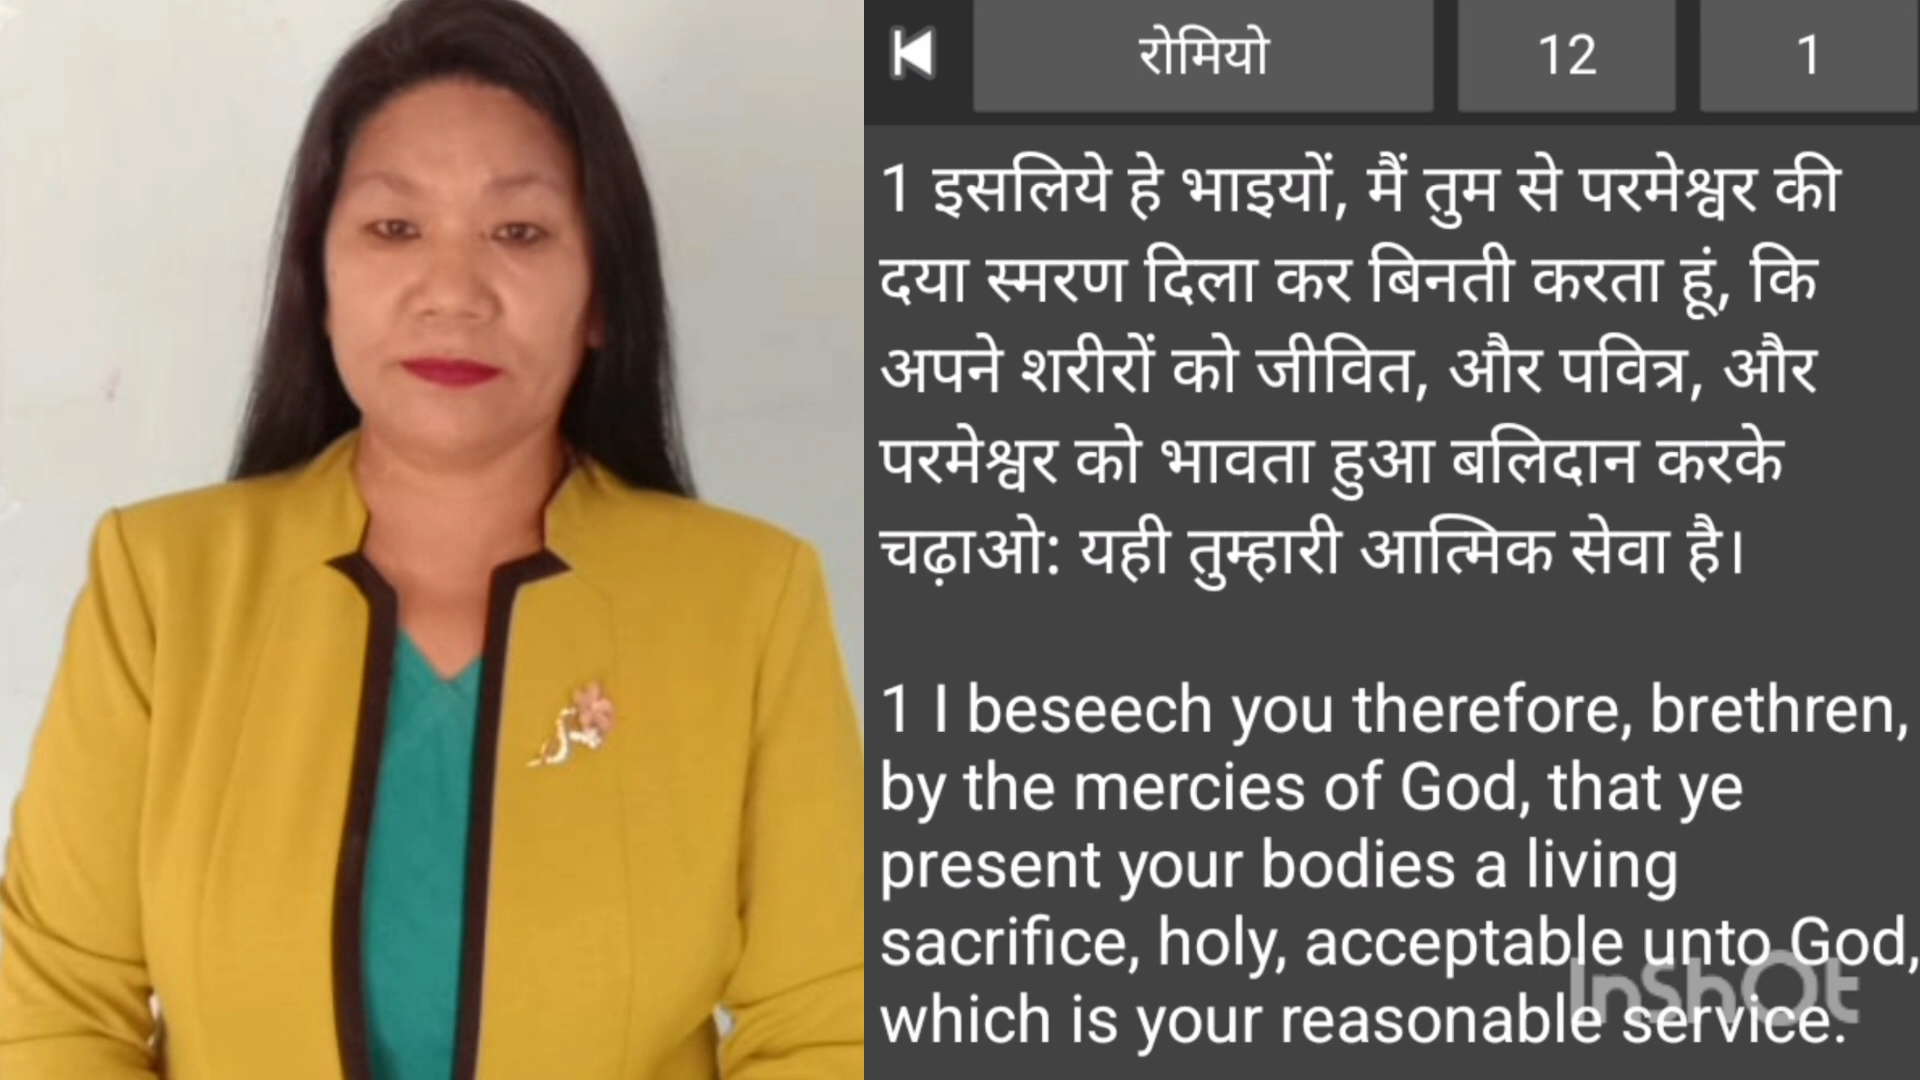 रोमियो 12 1
1 इसलिये हे भाइयों, मैं तुम से परमेश्वर की
दया स्मरण दिला कर बिनती करता हूं, कि
अपने शरीरों को जीवित, और पवित्र, और
परमेश्वर को भावता हुआ बलिदान करके
चढ़ाओ: यही तुम्हारी आत्मिक सेवा है।
1 I beseech you therefore, brethren,
by the mercies of God, that ye
present your bodies a living
sacrifice, holy, acceptable unto God,
which is your reasonable service.
InShOt